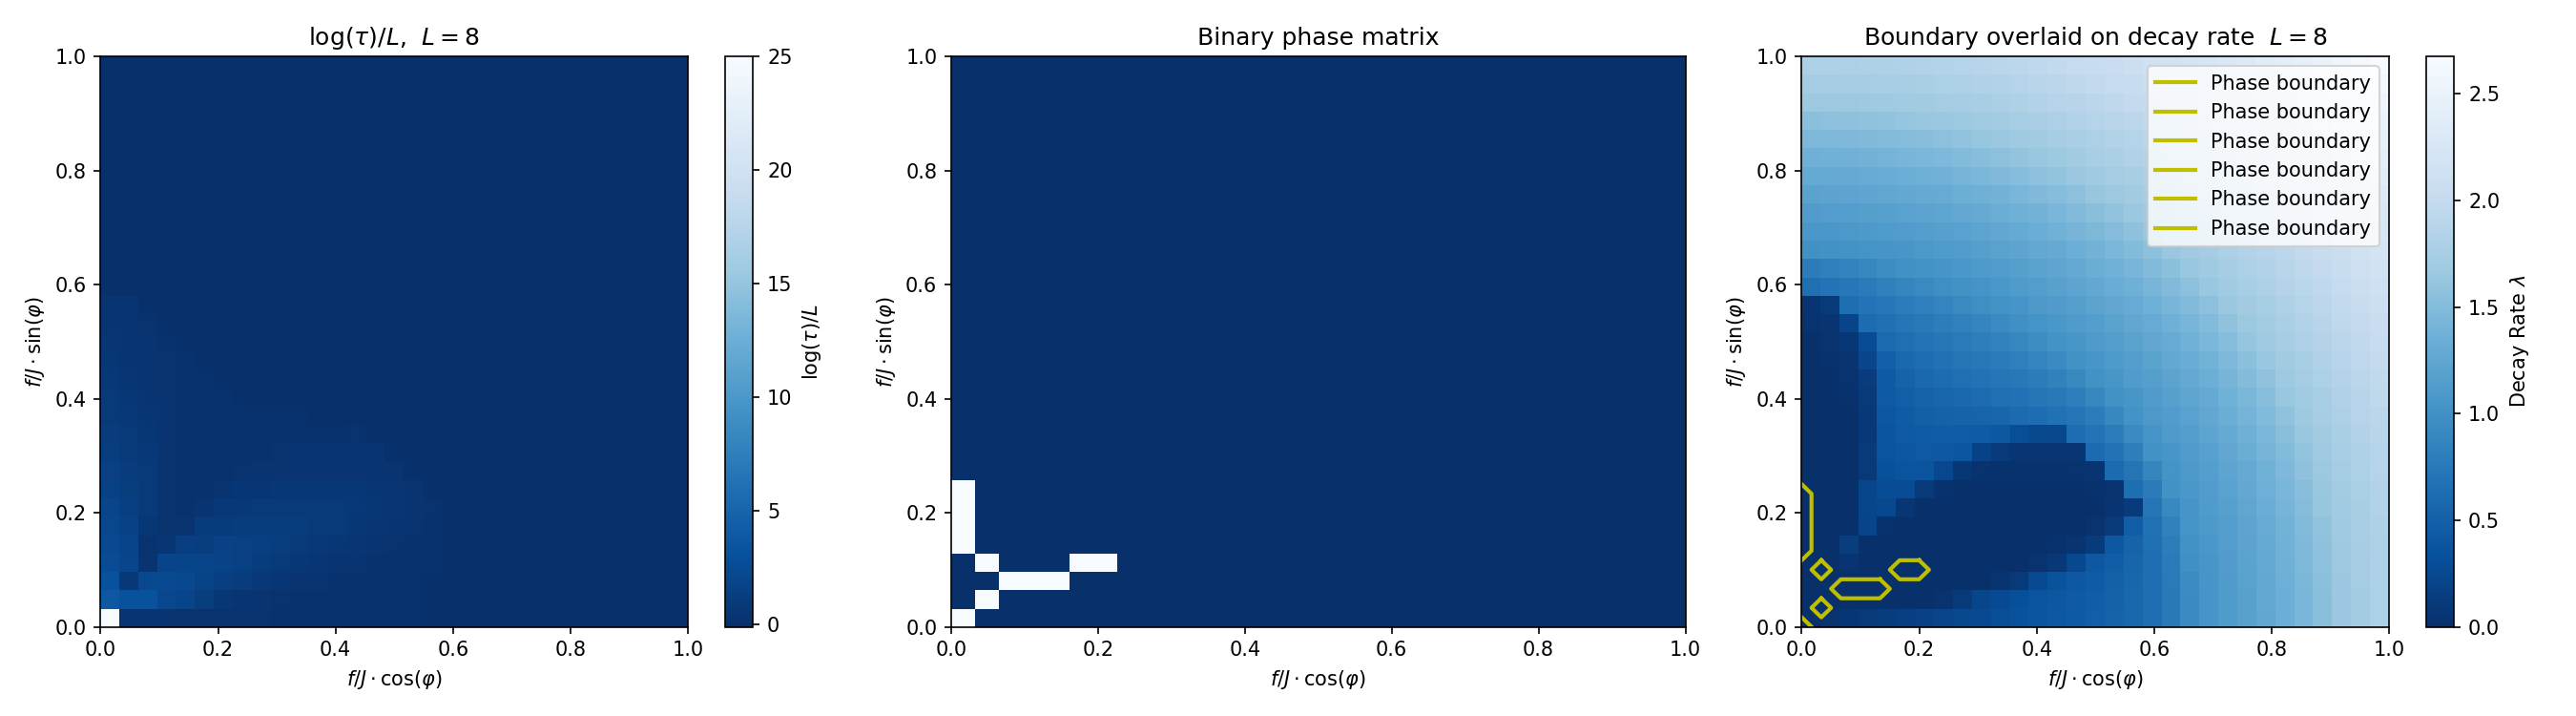 log(τ)/L, L = 8
1.0
0.8
0.6
0.4
0.2
0.0
0.0 0.2 0.4 0.6 0.8 1.0
f/J · cos(φ)
f/J · sin(φ)
25
20
15
10
5
0
log(τ)/L
Binary phase matrix
1.0
0.8
0.6
0.4
0.2
0.0
0.0 0.2 0.4 0.6 0.8 1.0
f/J · cos(φ)
f/J · sin(φ)
Boundary overlaid on decay rate L = 8
1.0
0.8
0.6
0.4
0.2
0.0
0.0 0.2 0.4 0.6 0.8 1.0
f/J · cos(φ)
f/J · sin(φ)
Phase boundary
Phase boundary
Phase boundary
Phase boundary
Phase boundary
Phase boundary
2.5
2.0
1.5
1.0
0.5
0.0
Decay Rate λ